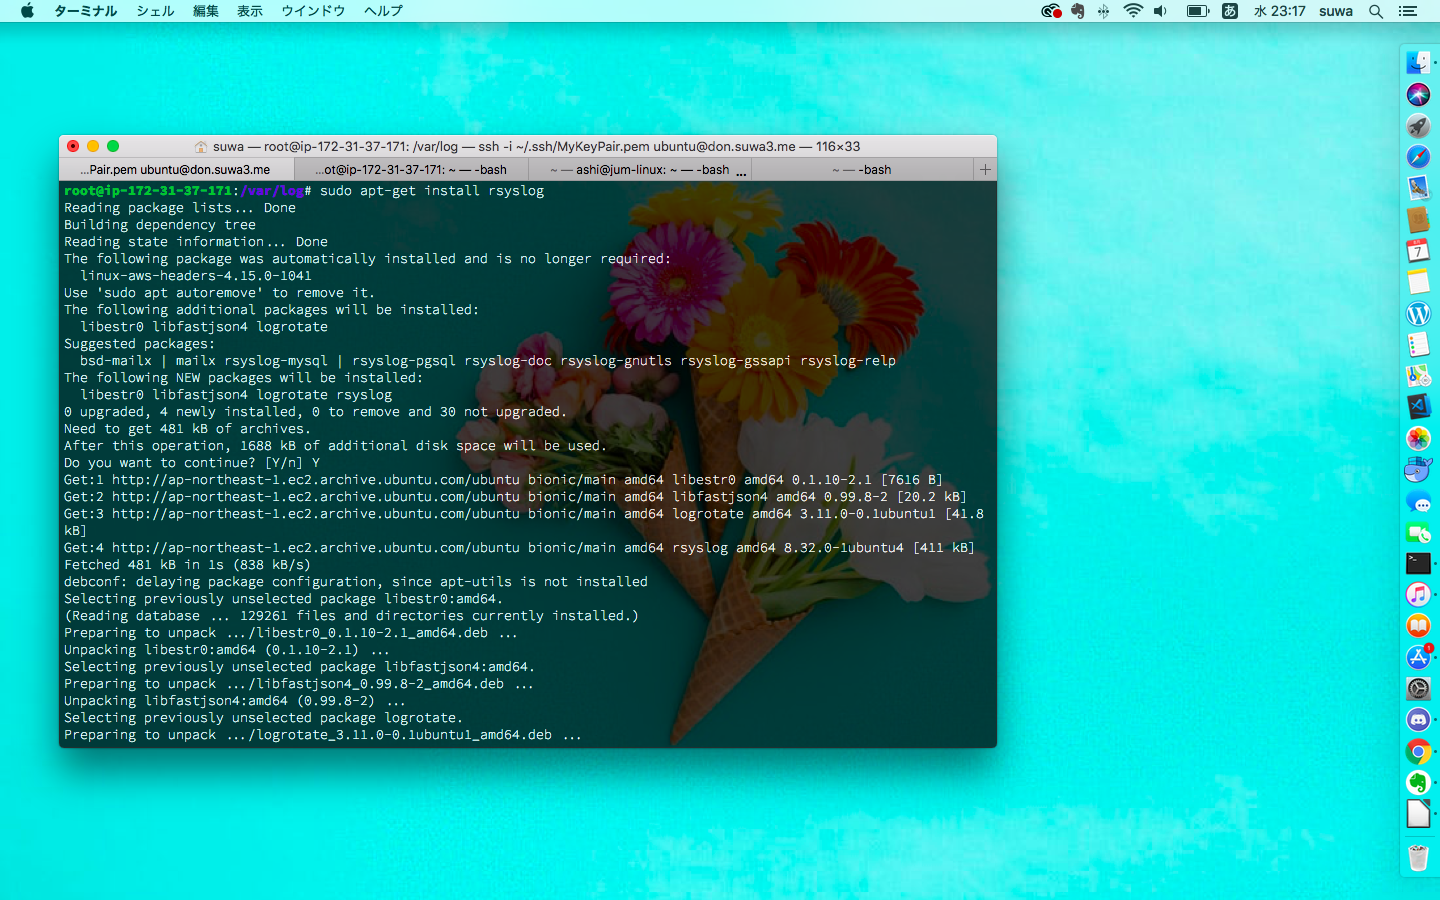 ターミナル シェル 編集 表示 ウインドウ ヘルプ あ 水 23:17 suwa
suwa — root@ip-172-31-37-171: /var/log — ssh -i ~/.ssh/MyKeyPair.pem ubuntu@don.suwa3.me — 116×33
...Pair.pem ubuntu@don.suwa3.me ...ot@ip-172-31-37-171: ~ — -bash ~ — ashi@jum-linux: ~ — -bash ... ~ — -bash +
root@ip-172-31-37-171:/var/log# sudo apt-get install rsyslog
Reading package lists... Done
Building dependency tree
Reading state information... Done
The following package was automatically installed and is no longer required:
linux-aws-headers-4.15.0-1041
Use 'sudo apt autoremove' to remove it.
The following additional packages will be installed:
libestr0 libfastjson4 logrotate
Suggested packages:
bsd-mailx | mailx rsyslog-mysql | rsyslog-pgsql rsyslog-doc rsyslog-gnutls rsyslog-gssapi rsyslog-relp
The following NEW packages will be installed:
libestr0 libfastjson4 logrotate rsyslog
0 upgraded, 4 newly installed, 0 to remove and 30 not upgraded.
Need to get 481 kB of archives.
After this operation, 1688 kB of additional disk space will be used.
Do you want to continue? [Y/n] Y
Get:1 http://ap-northeast-1.ec2.archive.ubuntu.com/ubuntu bionic/main amd64 libestr0 amd64 0.1.10-2.1 [7616 B]
Get:2 http://ap-northeast-1.ec2.archive.ubuntu.com/ubuntu bionic/main amd64 libfastjson4 amd64 0.99.8-2 [20.2 kB]
Get:3 http://ap-northeast-1.ec2.archive.ubuntu.com/ubuntu bionic/main amd64 logrotate amd64 3.11.0-0.1ubuntu1 [41.8
kB]
Get:4 http://ap-northeast-1.ec2.archive.ubuntu.com/ubuntu bionic/main amd64 rsyslog amd64 8.32.0-1ubuntu4 [411 kB]
Fetched 481 kB in 1s (838 kB/s)
debconf: delaying package configuration, since apt-utils is not installed
Selecting previously unselected package libestr0:amd64.
(Reading database ... 129261 files and directories currently installed.)
Preparing to unpack .../libestr0_0.1.10-2.1_amd64.deb ...
Unpacking libestr0:amd64 (0.1.10-2.1) ...
Selecting previously unselected package libfastjson4:amd64.
Preparing to unpack .../libfastjson4_0.99.8-2_amd64.deb ...
Unpacking libfastjson4:amd64 (0.99.8-2) ...
Selecting previously unselected package logrotate.
Preparing to unpack .../logrotate_3.11.0-0.1ubuntu1_amd64.deb ...
7
1